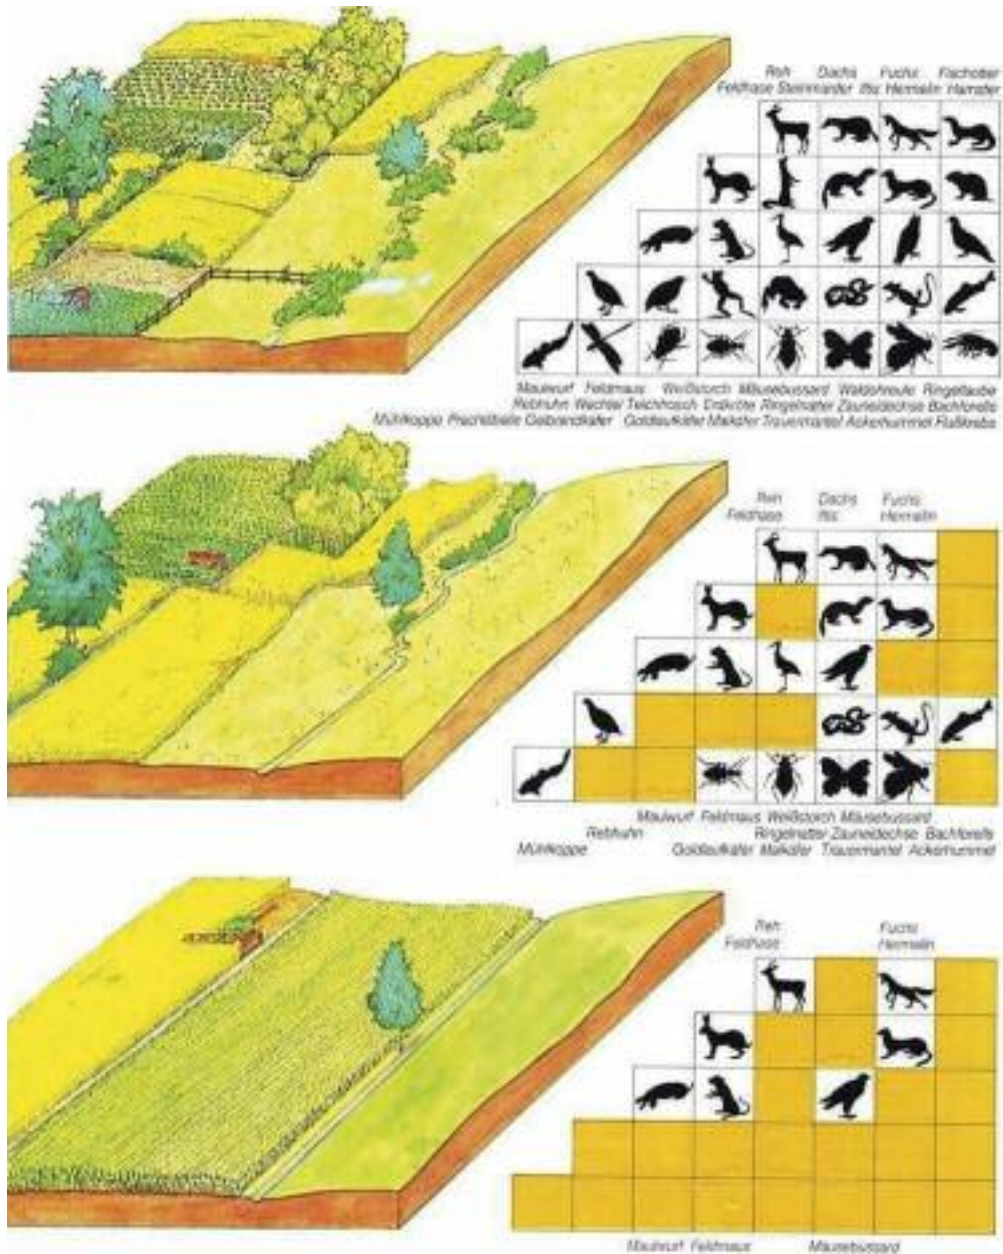 Reh Dachs Fuchs Fischotter
Feldhase Steinmarder Iltis Hermelin Hamster
Maulwurf Feldmaus Weißstorch Mäusebussard Waldohreule Ringeltaube
Rebhuhn Wachtel Teichfrosch Erdkröte Ringelnatter Zauneidechse Bachforelle
Mühlkoppe Prachtlibelle Gelbrandkäfer Goldlaufkäfer Maikäfer Trauermantel Ackerhummel Flußkrebs
Reh Dachs Fuchs
Feldhase Iltis Hermelin
Maulwurf Feldmaus Weißstorch Mäusebussard
Rebhuhn Ringelnatter Zauneidechse Bachforelle
Mühlkoppe Goldlaufkäfer Maikäfer Trauermantel Ackerhummel
Reh Fuchs
Feldhase Hermelin
Maulwurf Feldmaus Mäusebussard